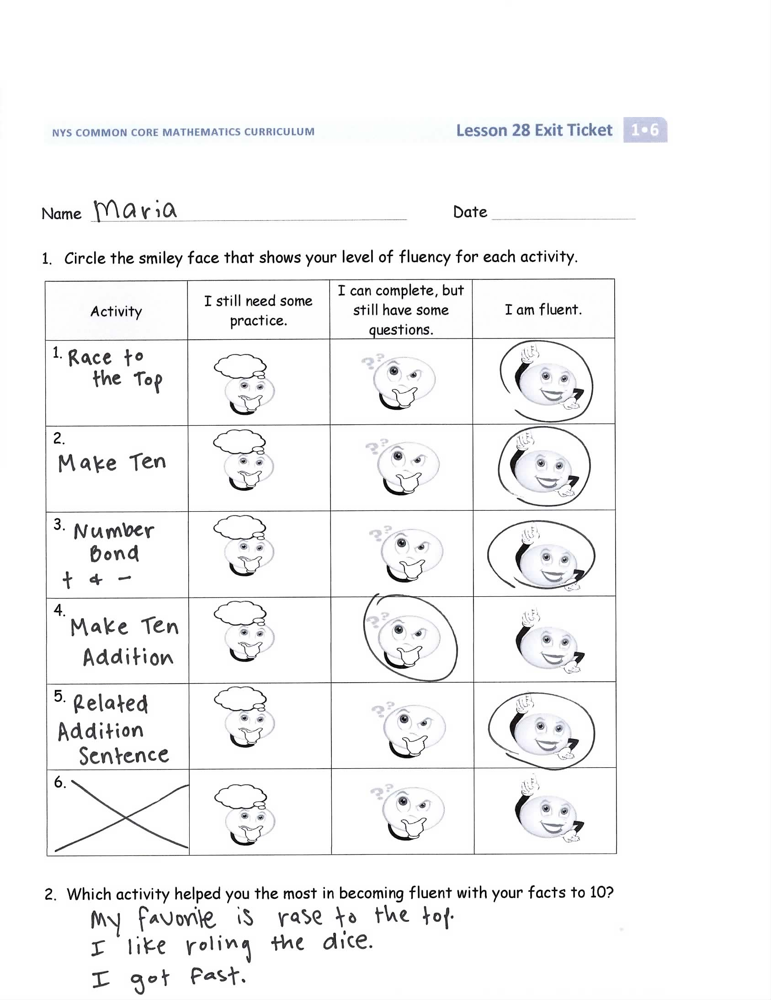 NYS COMMON CORE MATHEMATICS CURRICULUM Lesson 28 Exit Ticket 1•6
Name Maria Date
1. Circle the smiley face that shows your level of fluency for each activity.
Activity
I still need some
practice.
I can complete, but
still have some
questions.
I am fluent.
1. Race to
the Top
2.
Make Ten
3. Number
Bond
+ & -
4.
Make Ten
Addition
5. Related
Addition
Sentence
6.
2. Which activity helped you the most in becoming fluent with your facts to 10?
My favorite is rase to the top.
I like roling the dice.
I got fast.